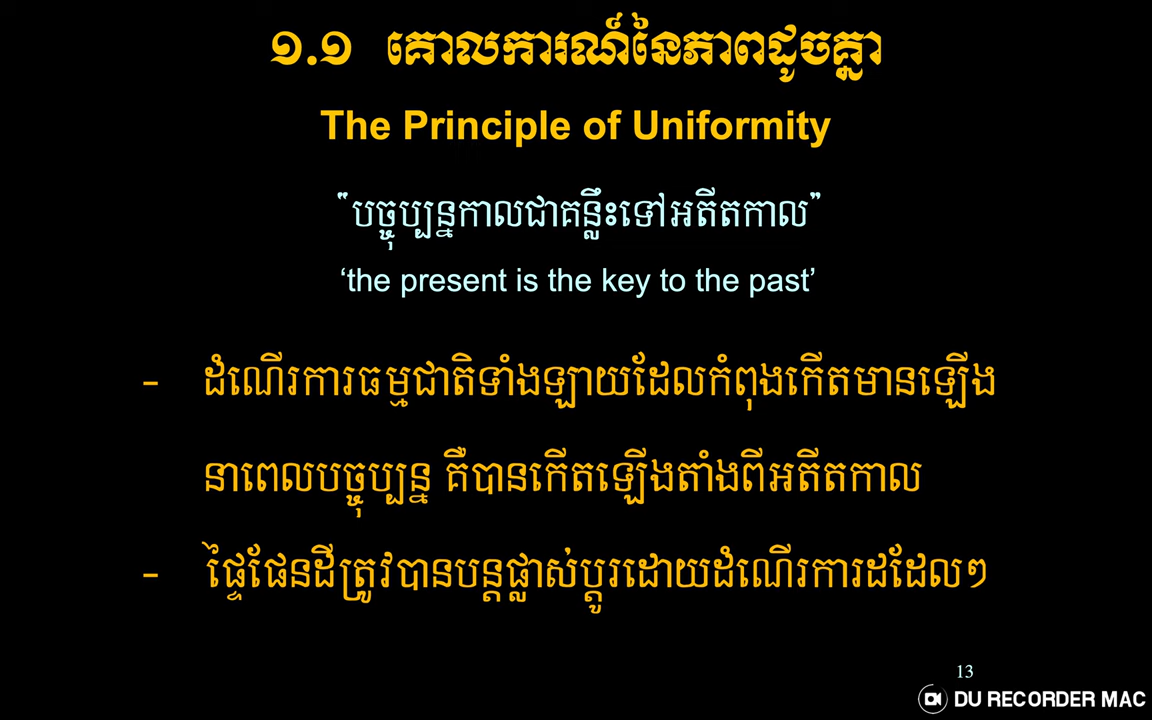 ១.១ គោលការណ៍នៃភាពដូចគ្នា
The Principle of Uniformity
“បច្ចុប្បន្នកាលជាគន្លឹះទៅអតីតកាល”
‘the present is the key to the past’
- ដំណើរការធម្មជាតិទាំងឡាយដែលកំពុងកើតមានឡើង
នាពេលបច្ចុប្បន្ន គឺបានកើតឡើងតាំងពីអតីតកាល
- ផ្ទៃផែនដីត្រូវបានបន្តផ្លាស់ប្តូរដោយដំណើរការដដែលៗ
13
DU RECORDER MAC